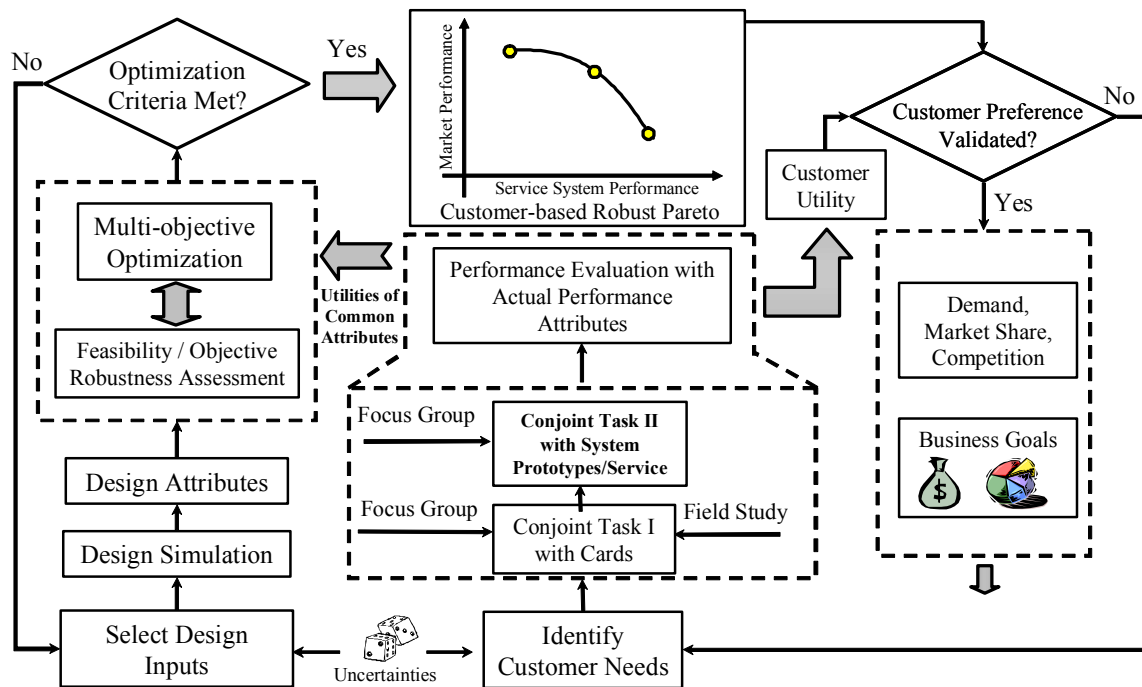 No
Optimization
Criteria Met?
Yes
Market Performance
Service System Performance
Customer-based Robust Pareto
Customer Preference
Validated?
No
Yes
Customer
Utility
Multi-objective
Optimization
Feasibility / Objective
Robustness Assessment
Utilities of
Common
Attributes
Performance Evaluation with
Actual Performance
Attributes
Demand,
Market Share,
Competition
Business Goals
$
Focus Group
Conjoint Task II
with System
Prototypes/Service
Focus Group
Conjoint Task I
with Cards
Field Study
Design Attributes
Design Simulation
Select Design
Inputs
Uncertainties
Identify
Customer Needs